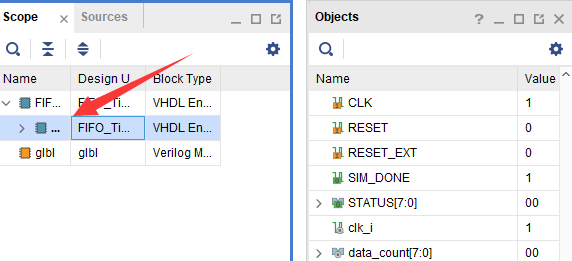 Scope × Sources
Objects ?
Name Design U... Block Type
FIF... FIFO_Ti... VHDL En...
... FIFO_Ti... VHDL En...
glbl glbl Verilog M...
Name Value
CLK 1
RESET 0
RESET_EXT 0
SIM_DONE 1
STATUS[7:0] 00
clk_i 1
data_count[7:0] 00